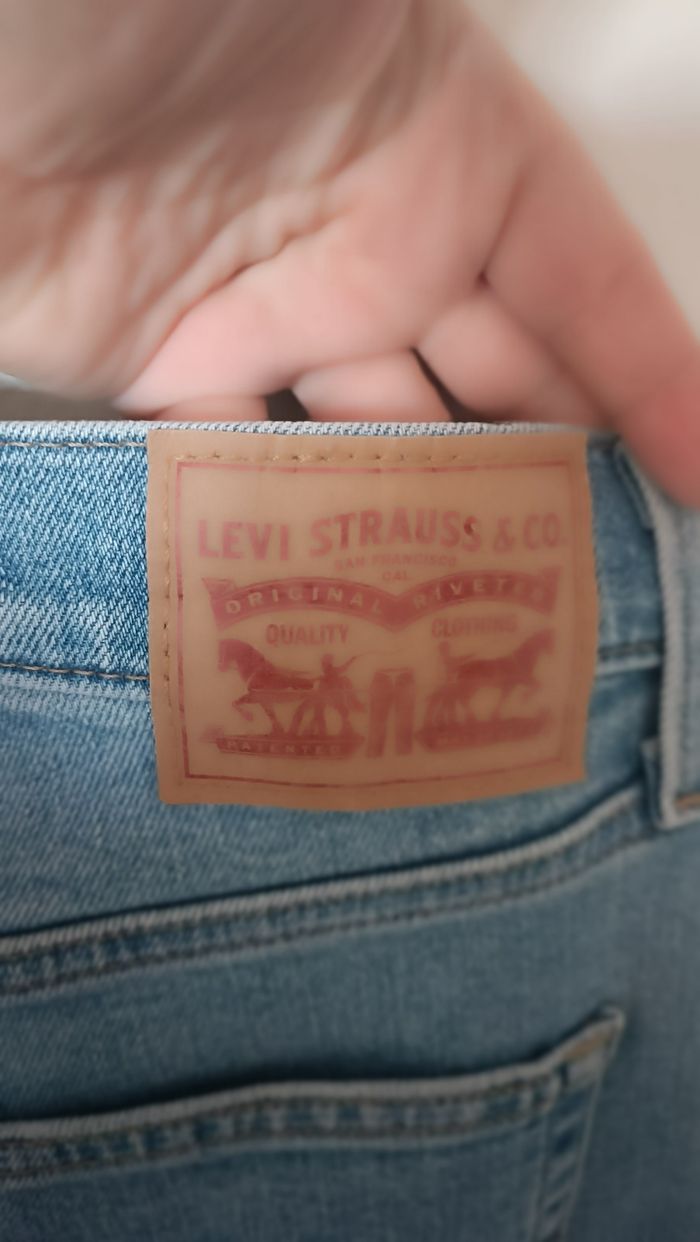 LEVI STRAUSS & CO.
SAN FRANCISCO
CAL
ORIGINAL RIVETED
QUALITY CLOTHING
PATENTED